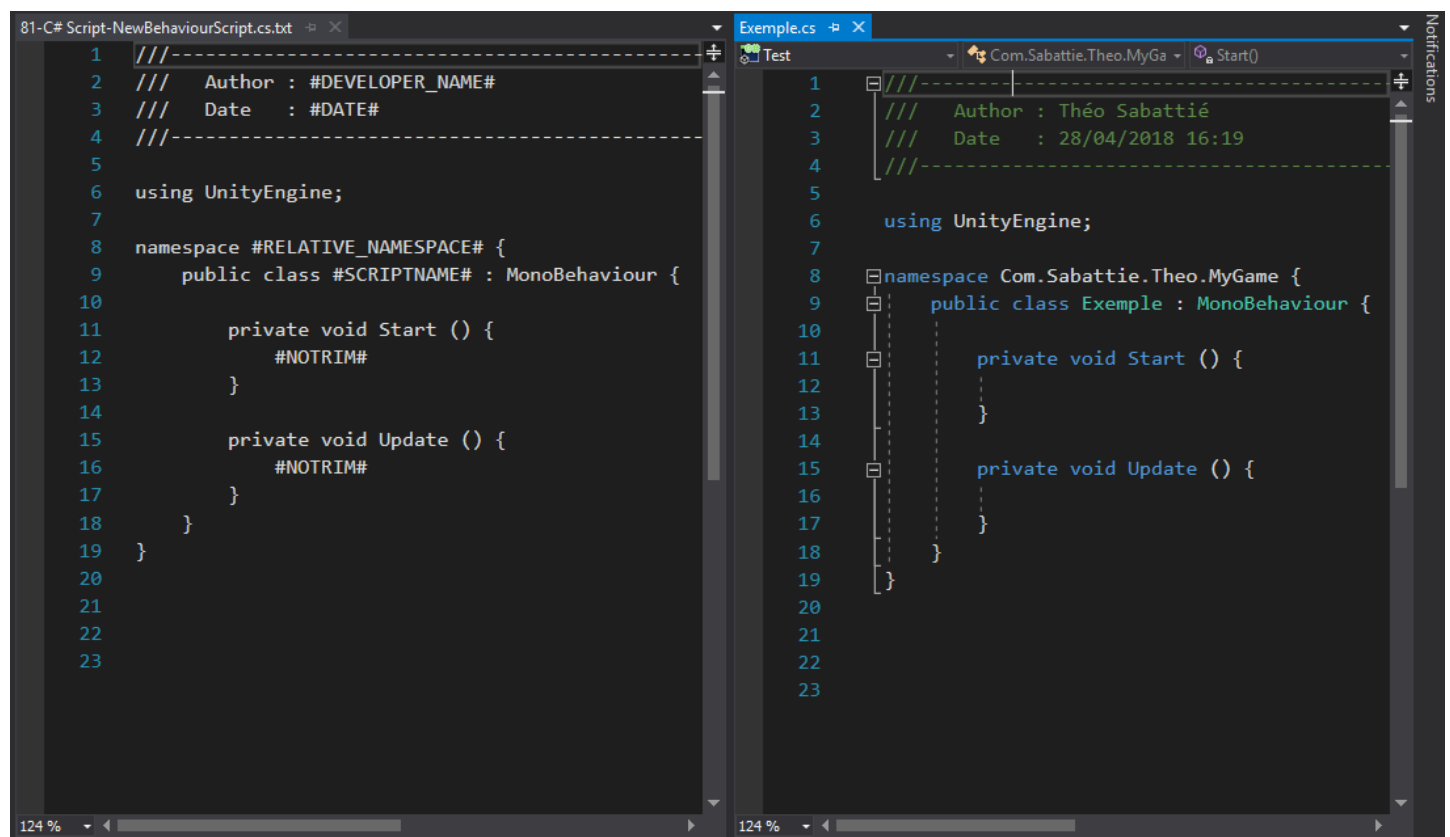 81-C# Script-NewBehaviourScript.cs.txt
1 ///----------------------------------------------
2 ///   Author : #DEVELOPER_NAME#
3 ///   Date   : #DATE#
4 ///----------------------------------------------
5
6 using UnityEngine;
7
8 namespace #RELATIVE_NAMESPACE# {
9     public class #SCRIPTNAME# : MonoBehaviour {
10
11         private void Start () {
12             #NOTRIM#
13         }
14
15         private void Update () {
16             #NOTRIM#
17         }
18     }
19 }
20
21
22
23
124 %
Exemple.cs
Test Com.Sabattie.Theo.MyGa Start()
1 ///-----------------------------------------
2 ///   Author : Théo Sabattié
3 ///   Date   : 28/04/2018 16:19
4 ///-----------------------------------------
5
6 using UnityEngine;
7
8 namespace Com.Sabattie.Theo.MyGame {
9     public class Exemple : MonoBehaviour {
10
11         private void Start () {
12
13         }
14
15         private void Update () {
16
17         }
18     }
19 }
20
21
22
23
124 %
Notifications